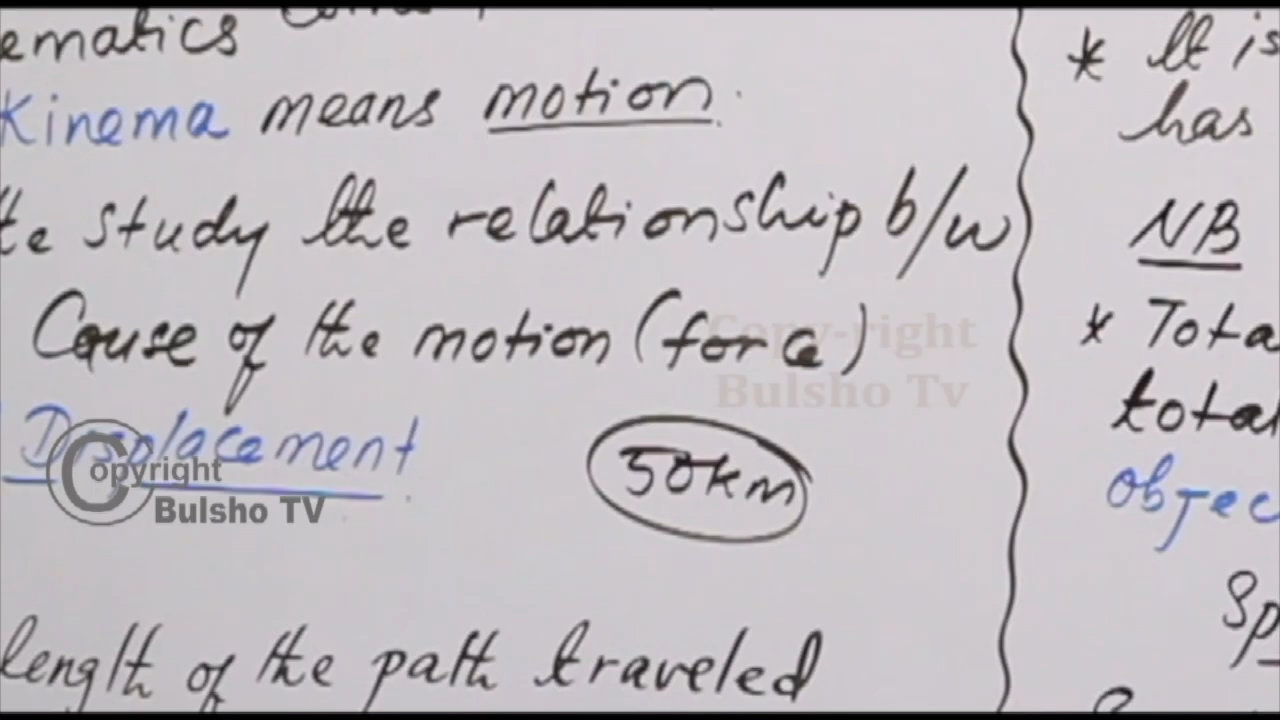 ematics
Kinema means motion.
te study the relationship b/w
Cause of the motion (force)
Displacement
50km
length of the path traveled
* It is
has
NB
* Tota
total
objec
Sp
Copy-right
Bulsho Tv
Copyright
Bulsho TV